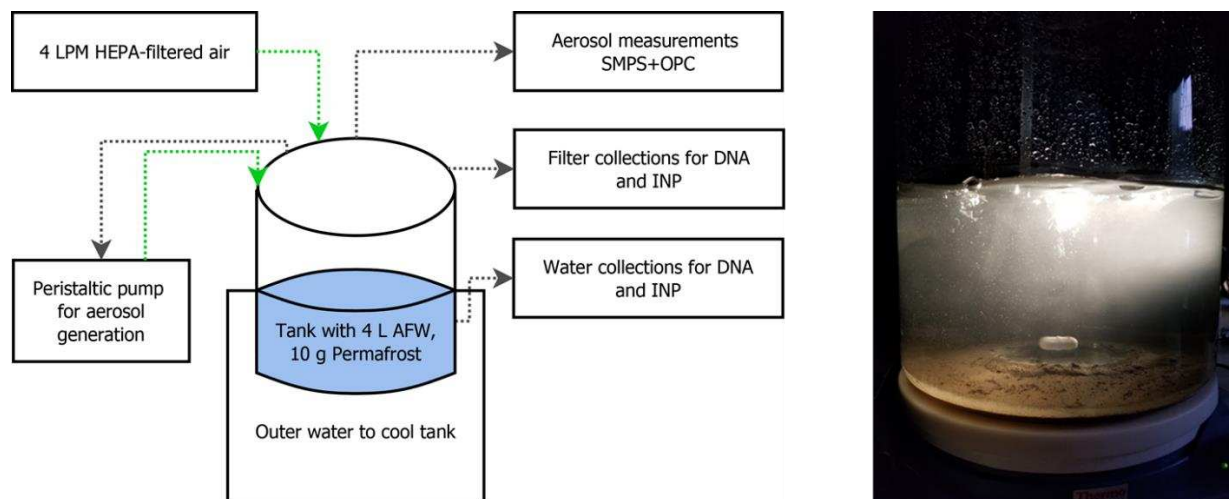 4 LPM HEPA-filtered air
Aerosol measurements
SMPS+OPC
Filter collections for DNA
and INP
Peristaltic pump
for aerosol
generation
Water collections for DNA
and INP
Tank with 4 L AFW,
10 g Permafrost
Outer water to cool tank